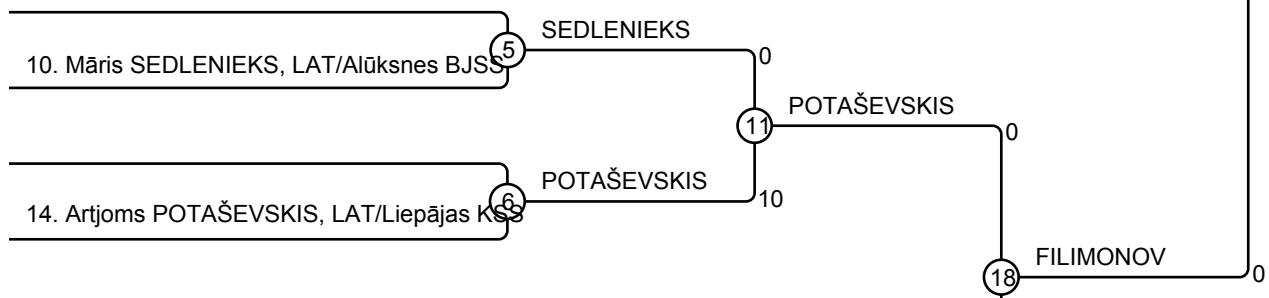 SEDLENIEKS
5
10. Māris SEDLENIEKS, LAT/Alūksnes BJSS
0
POTAŠEVSKIS
11
0
POTAŠEVSKIS
6
10
14. Artjoms POTAŠEVSKIS, LAT/Liepājas KSS
FILIMONOV
18
0